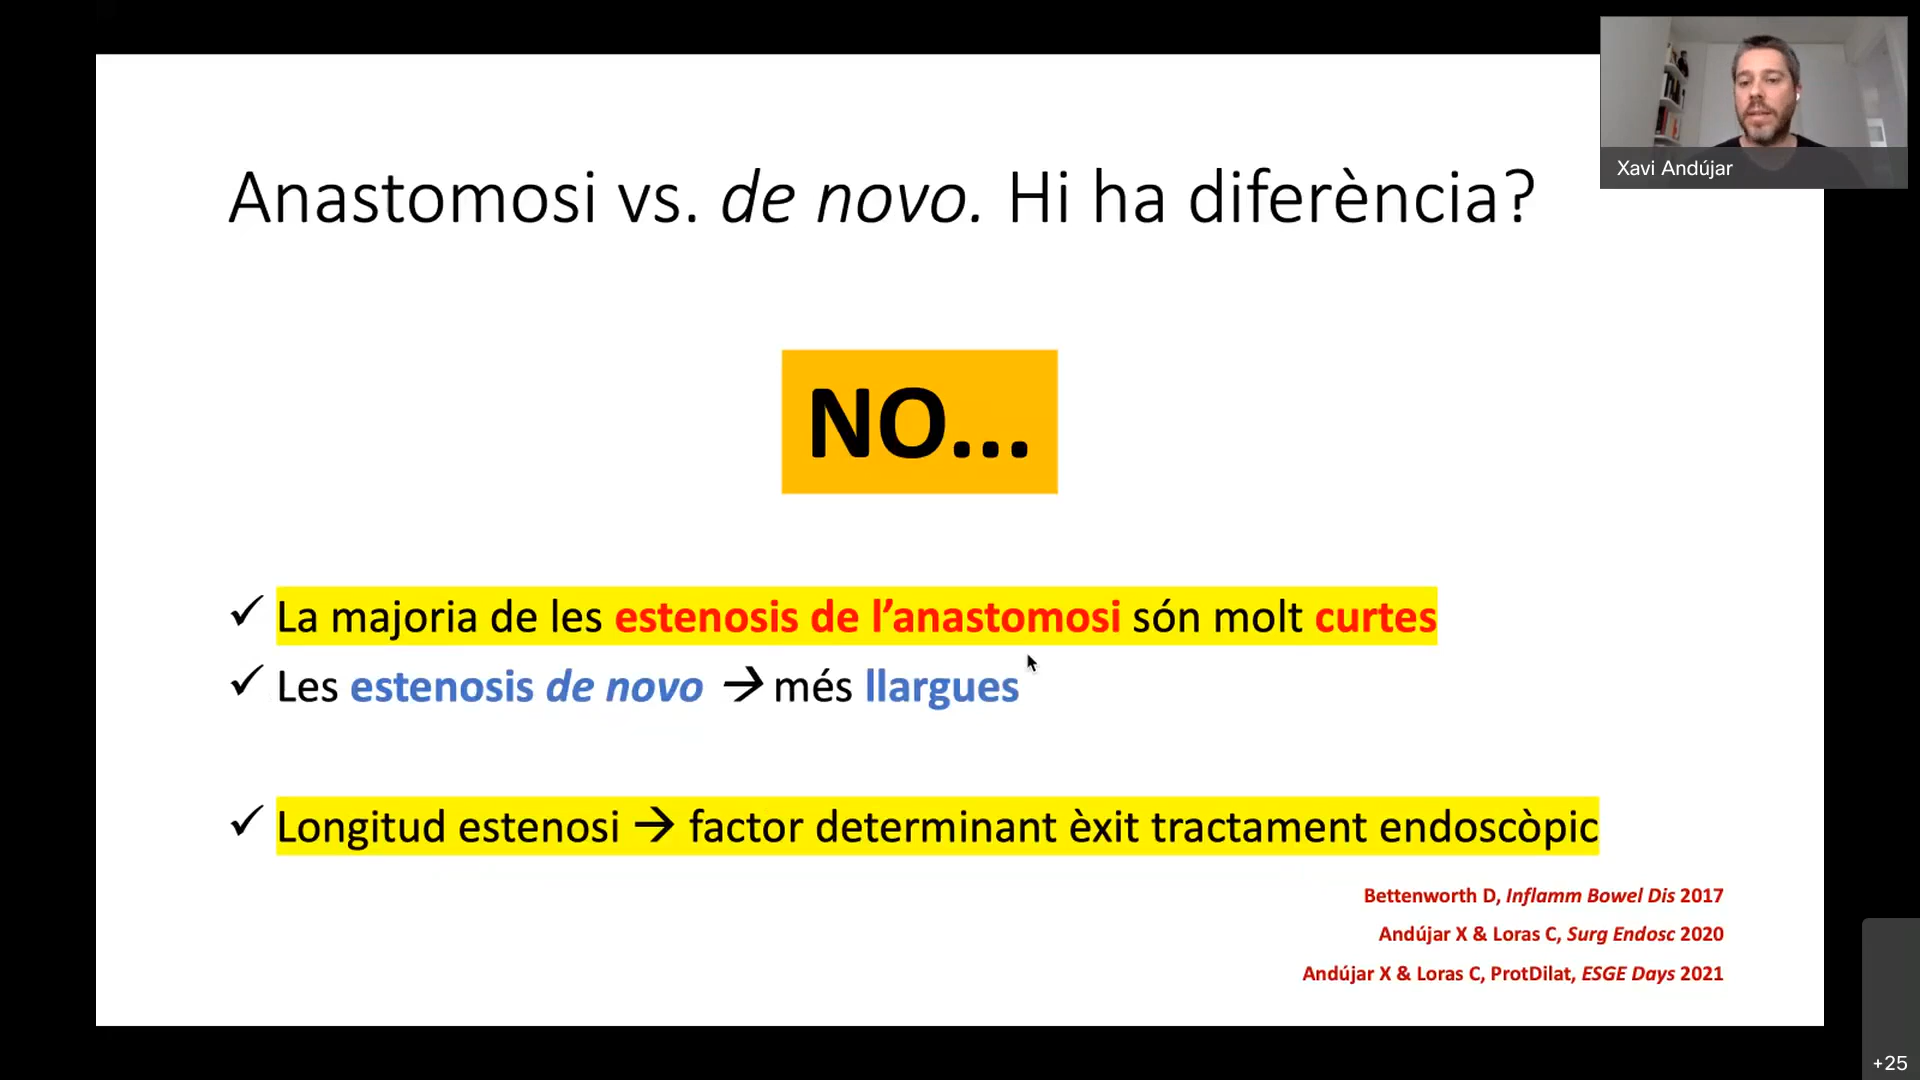 Xavi Andújar
Anastomosi vs. de novo. Hi ha diferència?
NO...
✓ La majoria de les estenosis de l’anastomosi són molt curtes
✓ Les estenosis de novo → més llargues
✓ Longitud estenosi → factor determinant èxit tractament endoscòpic
Bettenworth D, Inflamm Bowel Dis 2017
Andújar X & Loras C, Surg Endosc 2020
Andújar X & Loras C, ProtDilat, ESGE Days 2021
+25